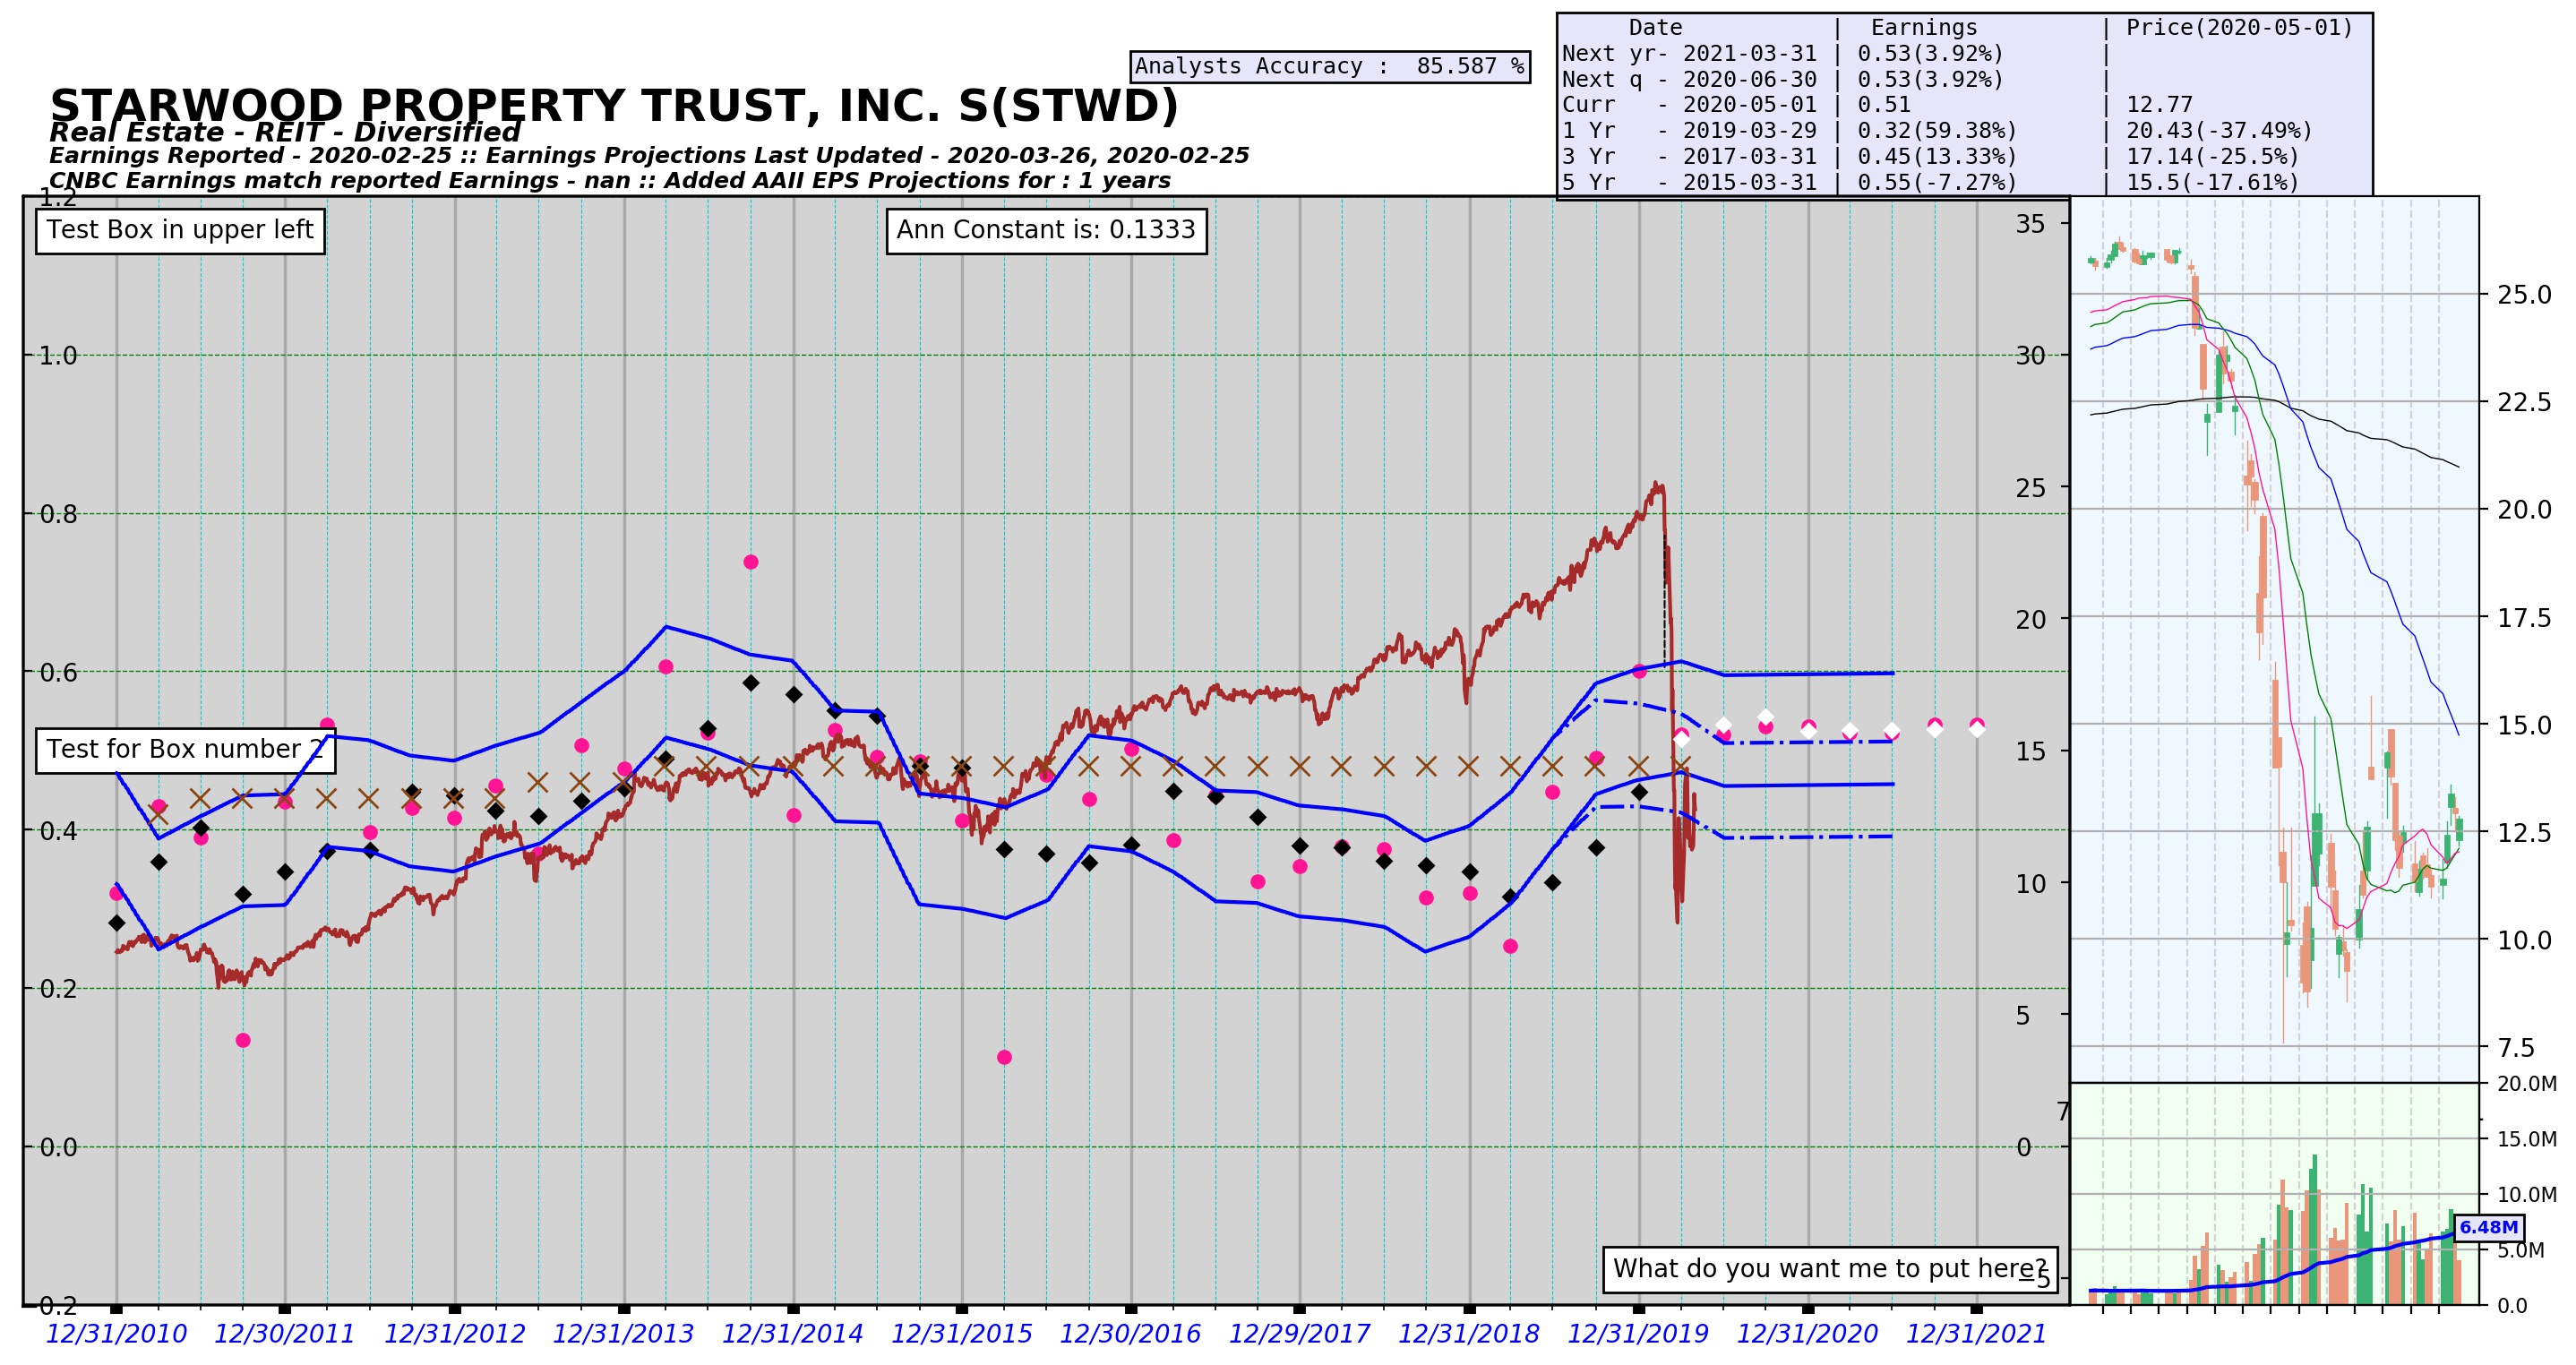 Date | Earnings | Price(2020-05-01)
Next yr- 2021-03-31 | 0.53(3.92%) |
Next q - 2020-06-30 | 0.53(3.92%) |
Curr - 2020-05-01 | 0.51 | 12.77
1 Yr - 2019-03-29 | 0.32(59.38%) | 20.43(-37.49%)
3 Yr - 2017-03-31 | 0.45(13.33%) | 17.14(-25.5%)
5 Yr - 2015-03-31 | 0.55(-7.27%) | 15.5(-17.61%)
Analysts Accuracy : 85.587 %
STARWOOD PROPERTY TRUST, INC. S(STWD)
Real Estate - REIT - Diversified
Earnings Reported - 2020-02-25 :: Earnings Projections Last Updated - 2020-03-26, 2020-02-25
CNBC Earnings match reported Earnings - nan :: Added AAII EPS Projections for : 1 years
Test Box in upper left
Ann Constant is: 0.1333
Test for Box number 2
What do you want me to put here?
1.2
1.0
0.8
0.6
0.4
0.2
0.0
-0.2
35
30
25
20
15
10
5
0
−5
7
25.0
22.5
20.0
17.5
15.0
12.5
10.0
7.5
20.0M
15.0M
10.0M
6.48M
5.0M
0.0
12/31/2010 12/30/2011 12/31/2012 12/31/2013 12/31/2014 12/31/2015 12/30/2016 12/29/2017 12/31/2018 12/31/2019 12/31/2020 12/31/2021